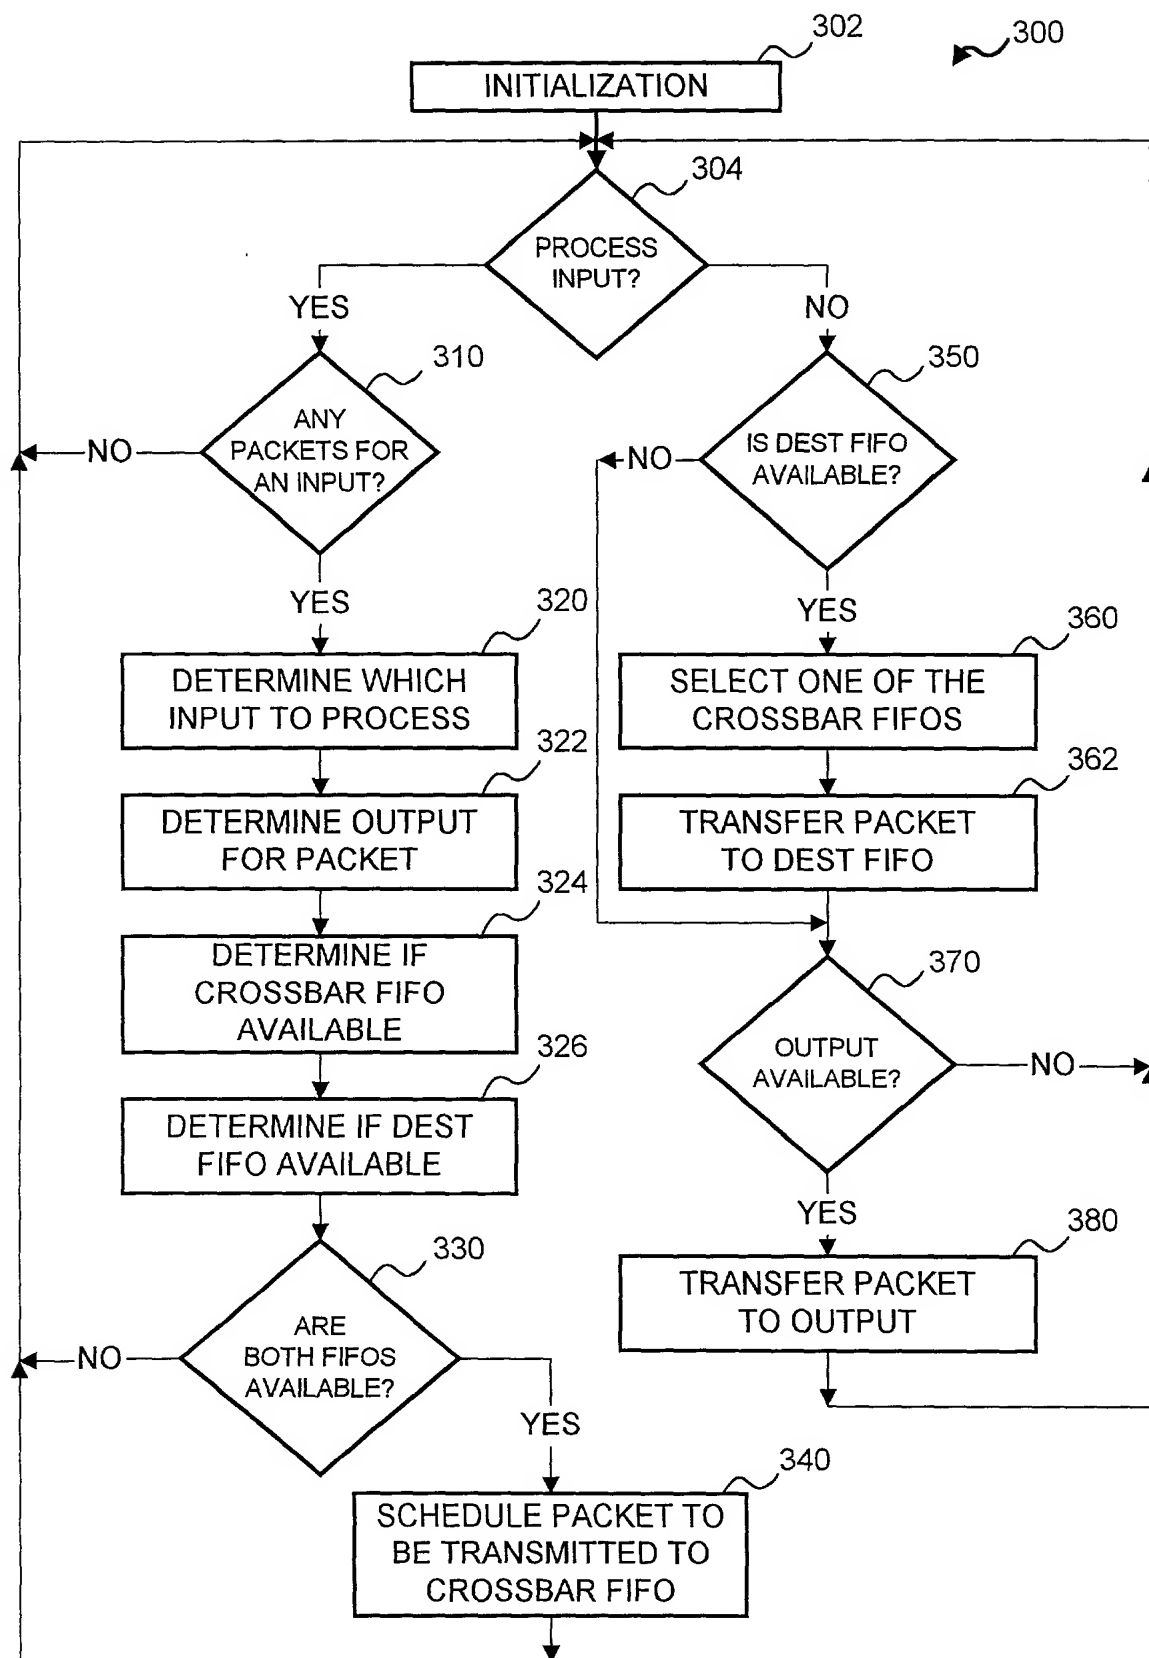 302
300
INITIALIZATION
304
PROCESS
INPUT?
YES
NO
310
350
ANY
PACKETS FOR
AN INPUT?
NO
IS DEST FIFO
AVAILABLE?
NO
YES
YES
320
360
DETERMINE WHICH
INPUT TO PROCESS
SELECT ONE OF THE
CROSSBAR FIFOS
322
362
DETERMINE OUTPUT
FOR PACKET
TRANSFER PACKET
TO DEST FIFO
324
DETERMINE IF
CROSSBAR FIFO
AVAILABLE
370
OUTPUT
AVAILABLE?
NO
326
DETERMINE IF DEST
FIFO AVAILABLE
YES
330
380
ARE
BOTH FIFOS
AVAILABLE?
NO
TRANSFER PACKET
TO OUTPUT
YES
340
SCHEDULE PACKET TO
BE TRANSMITTED TO
CROSSBAR FIFO